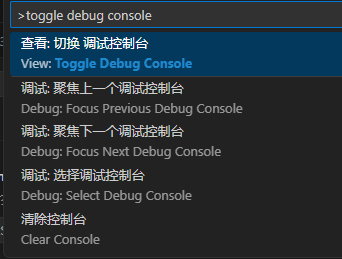 >toggle debug console
查看: 切换 调试控制台
View: Toggle Debug Console
调试: 聚焦上一个调试控制台
Debug: Focus Previous Debug Console
调试: 聚焦下一个调试控制台
Debug: Focus Next Debug Console
调试: 选择调试控制台
Debug: Select Debug Console
清除控制台
Clear Console